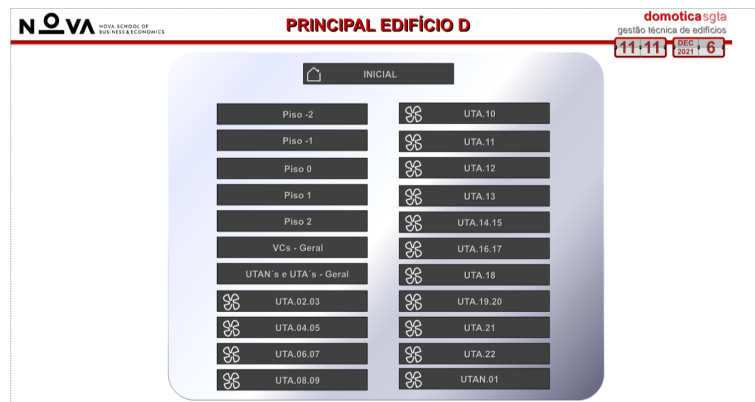 NOVA NOVA SCHOOL OF
BUSINESS & ECONOMICS
PRINCIPAL EDIFÍCIO D
domoticasgta
gestão técnica de edifícios
11 11 DEC 2021 6
INICIAL
Piso -2
Piso -1
Piso 0
Piso 1
Piso 2
VCs - Geral
UTAN´s e UTA´s - Geral
UTA.02.03
UTA.04.05
UTA.06.07
UTA.08.09
UTA.10
UTA.11
UTA.12
UTA.13
UTA.14.15
UTA.16.17
UTA.18
UTA.19.20
UTA.21
UTA.22
UTAN.01